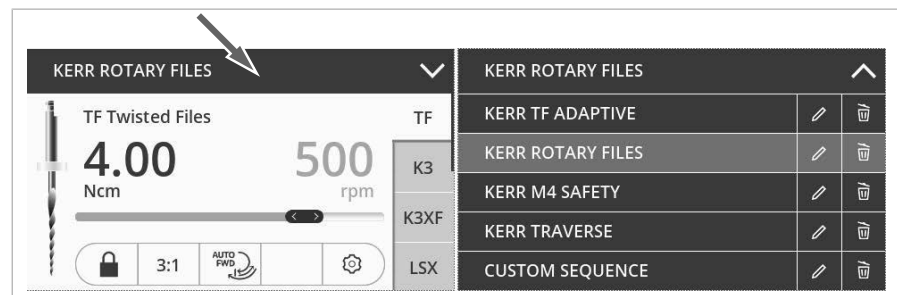 KERR ROTARY FILES
TF Twisted Files
4.00
Ncm
500
rpm
3:1
AUTO
FWD
TF
K3
K3XF
LSX
KERR ROTARY FILES
KERR TF ADAPTIVE
KERR ROTARY FILES
KERR M4 SAFETY
KERR TRAVERSE
CUSTOM SEQUENCE